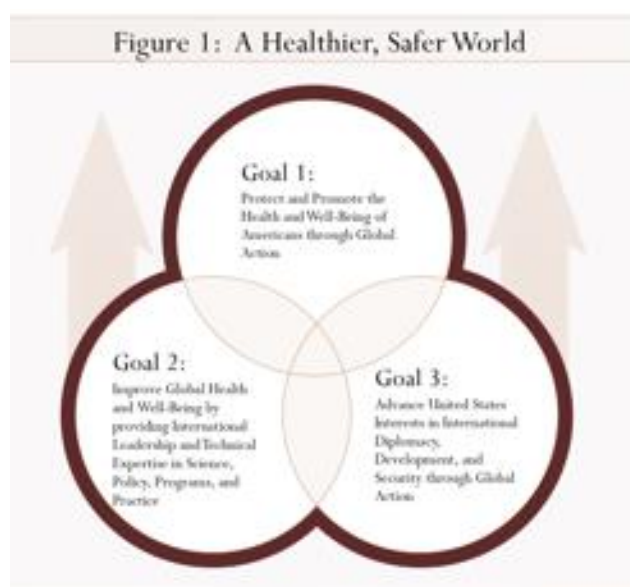 Figure 1: A Healthier, Safer World
Goal 1:
Protect and Promote the
Health and Well-Being of
Americans through Global
Action
Goal 2:
Improve Global Health
and Well-Being by
providing International
Leadership and Technical
Expertise in Science,
Policy, Programs, and
Practice
Goal 3:
Advance United States
Interests in International
Diplomacy,
Development, and
Security through Global
Action